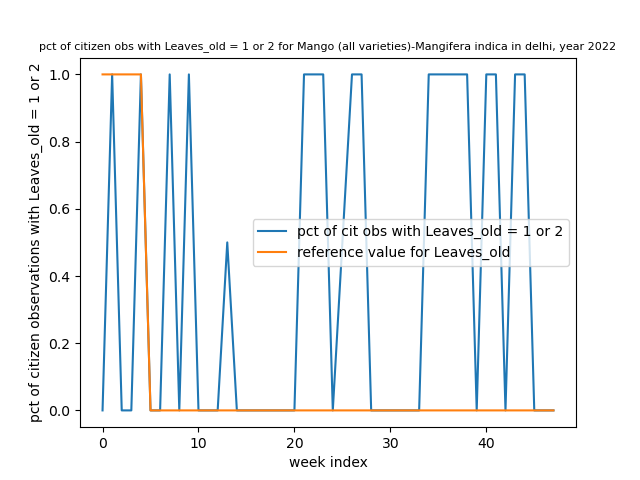 pct of citizen obs with Leaves_old = 1 or 2 for Mango (all varieties)-Mangifera indica in delhi, year 2022
pct of citizen observations with Leaves_old = 1 or 2
1.0
0.8
0.6
0.4
0.2
0.0
pct of cit obs with Leaves_old = 1 or 2
reference value for Leaves_old
0 10 20 30 40
week index